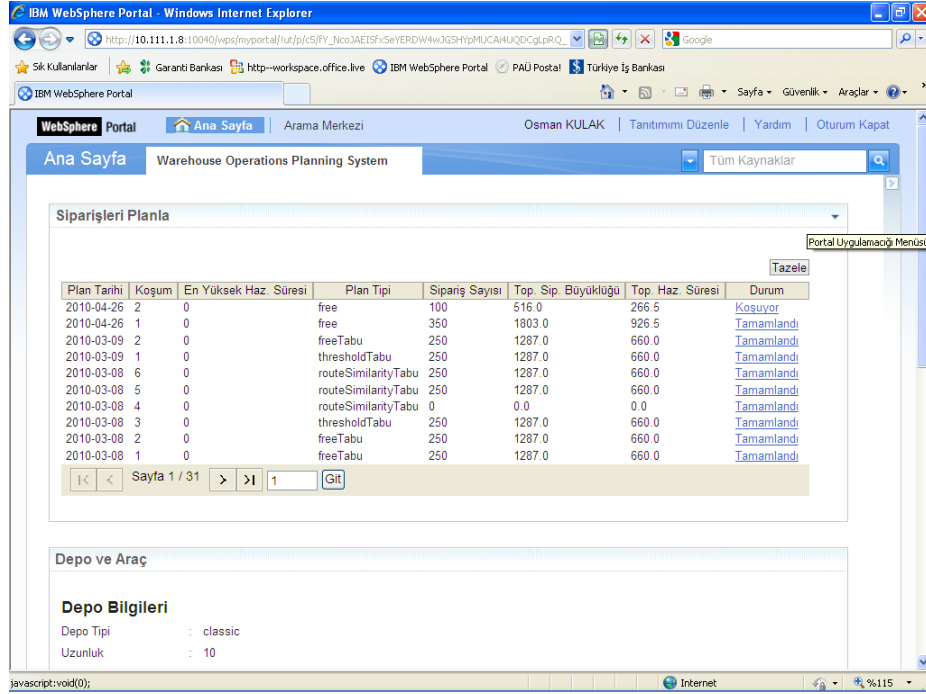 IBM WebSphere Portal - Windows Internet Explorer
http://10.111.1.8:10040/wps/myportal/!ut/p/c5/ Google
Sık Kullanılanlar Garanti Bankası http--workspace.office.live IBM WebSphere Portal PAÜ Posta! Türkiye İş Bankası
IBM WebSphere Portal Sayfa Güvenlik Araçlar »
WebSphere Portal Ana Sayfa Arama Merkezi Osman KULAK | Tanıtımımı Düzenle | Yardım | Oturum Kapat
Ana Sayfa Warehouse Operations Planning System Tüm Kaynaklar
Siparişleri Planla
Portal Uygulamacığı Menüsü
Tazele
Plan Tarihi Koşum En Yüksek Haz. Süresi Plan Tipi Sipariş Sayısı Top. Sip. Büyüklüğü Top. Haz. Süresi Durum
2010-04-26 2 0 free 100 516.0 266.5 Koşuyor
2010-04-26 1 0 free 350 1803.0 926.5 Tamamlandı
2010-03-09 2 0 freeTabu 250 1287.0 660.0 Tamamlandı
2010-03-09 1 0 thresholdTabu 250 1287.0 660.0 Tamamlandı
2010-03-08 6 0 routeSimilarityTabu 250 1287.0 660.0 Tamamlandı
2010-03-08 5 0 routeSimilarityTabu 250 1287.0 660.0 Tamamlandı
2010-03-08 4 0 routeSimilarityTabu 0 0.0 0.0 Tamamlandı
2010-03-08 3 0 thresholdTabu 250 1287.0 660.0 Tamamlandı
2010-03-08 2 0 freeTabu 250 1287.0 660.0 Tamamlandı
2010-03-08 1 0 freeTabu 250 1287.0 660.0 Tamamlandı
Sayfa 1 / 31 1 Git
Depo ve Araç
Depo Bilgileri
Depo Tipi : classic
Uzunluk : 10
javascript:void(0); Internet %115